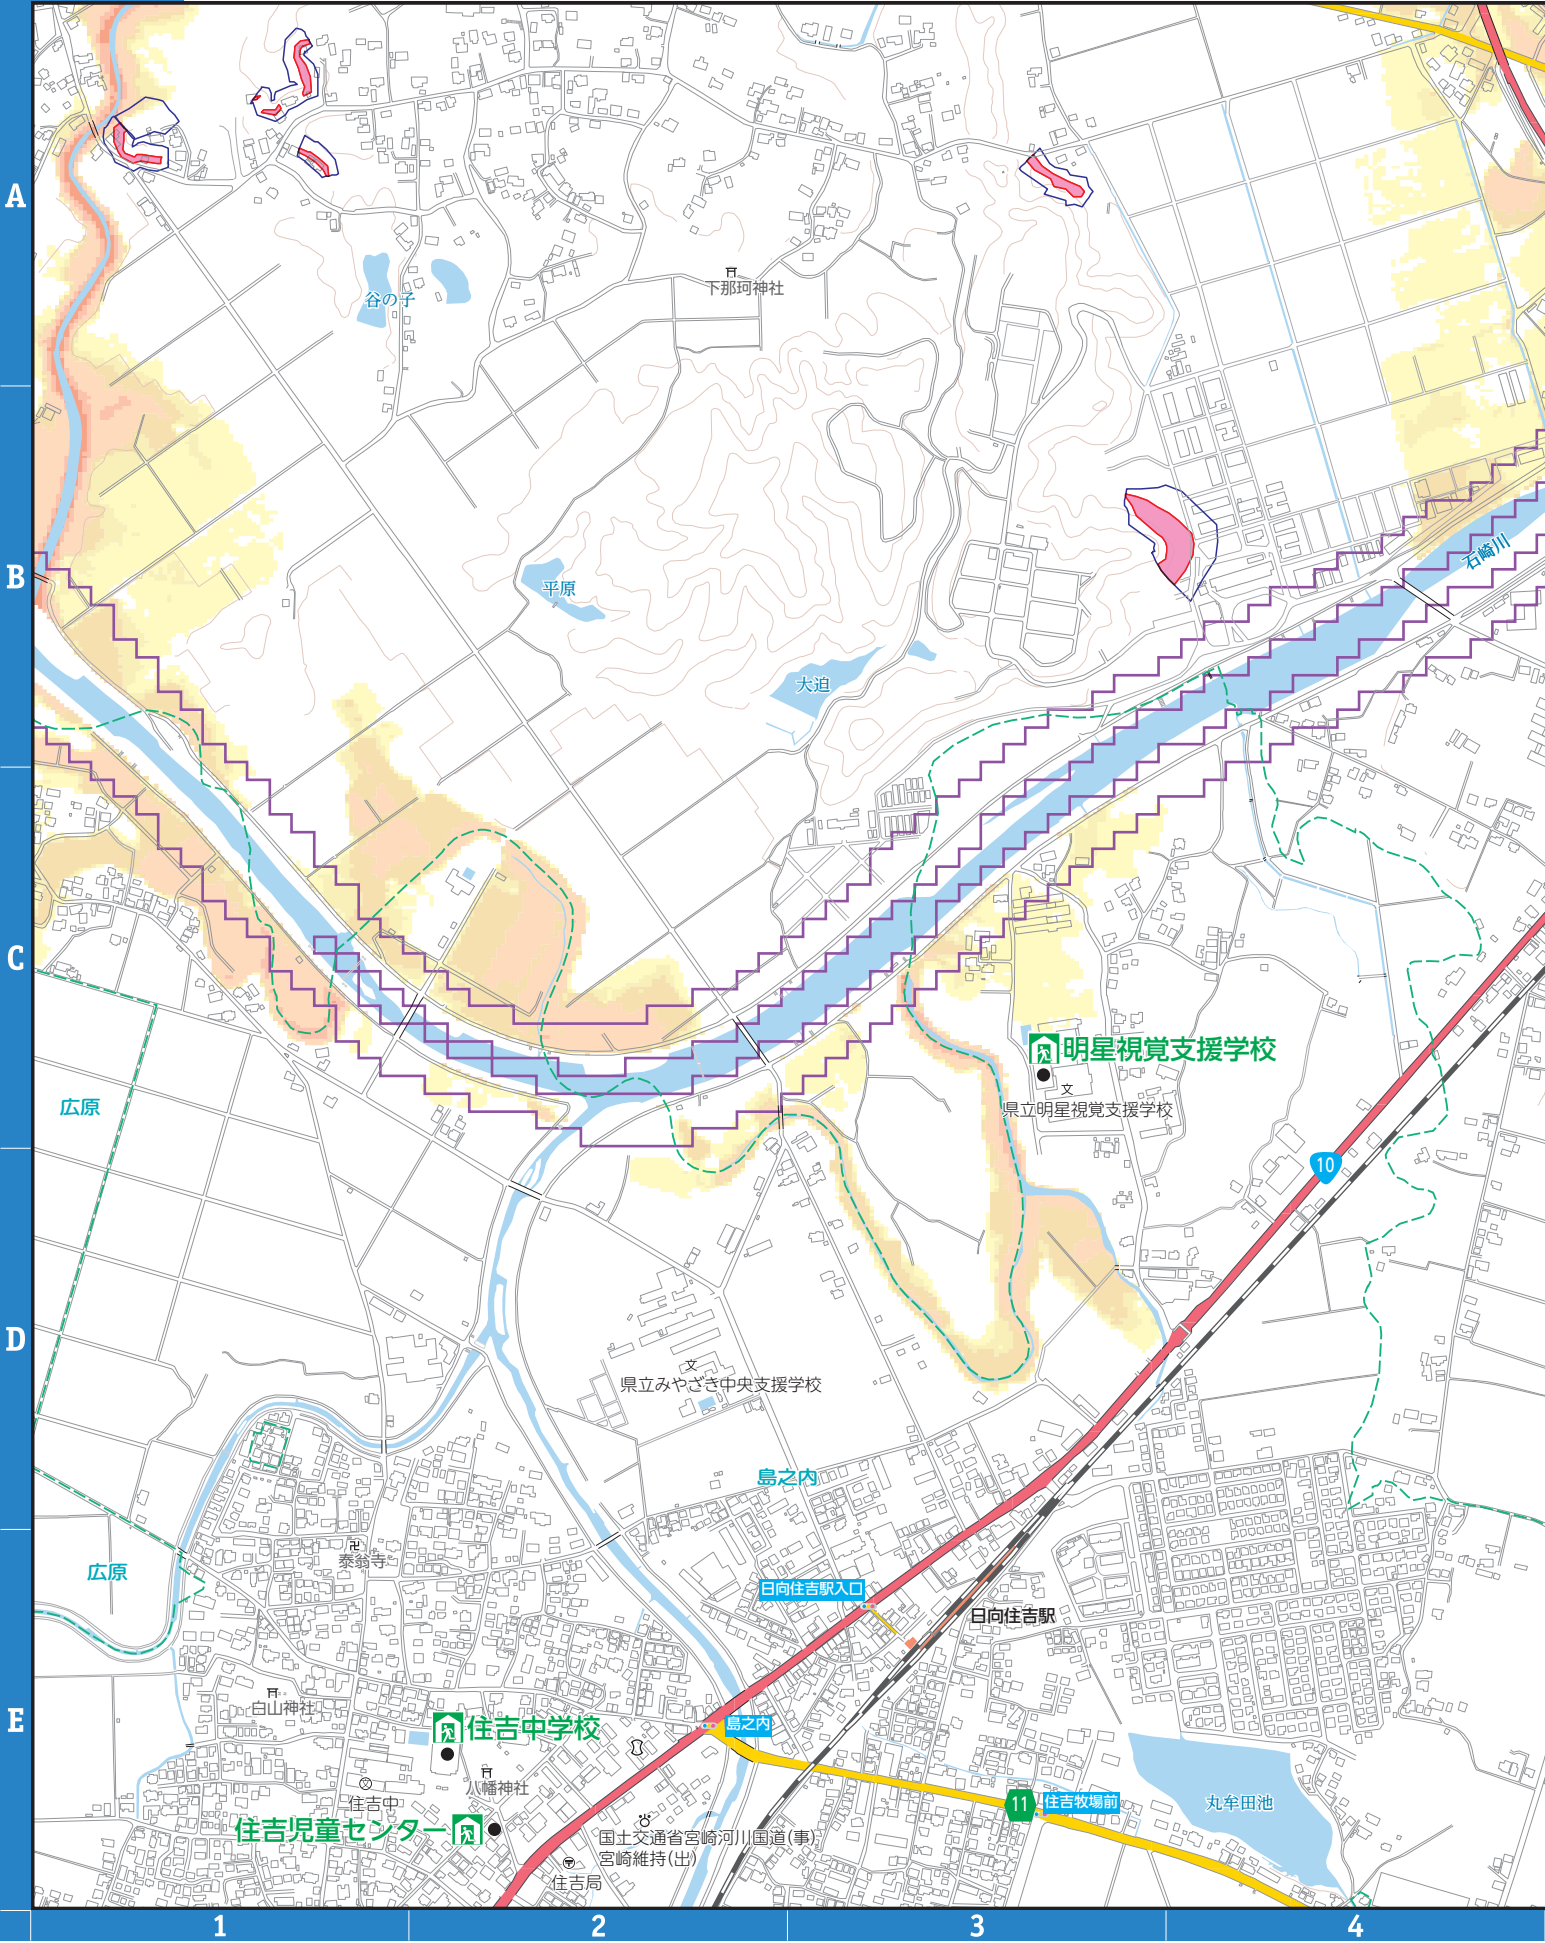 A
谷の子
下那珂神社
B
平原
石崎川
大迫
C
明星視覚支援学校
文
県立明星視覚支援学校
広原
10
D
文
県立みやざき中央支援学校
島之内
広原
卍
泰翁寺
日向住吉駅入口
日向住吉駅
E
白山神社
住吉中学校
島之内
八幡神社
文
住吉中
11
住吉牧場前
丸牟田池
住吉児童センター
国土交通省宮崎河川国道(事)
宮崎維持(出)
〒
住吉局
1
2
3
4